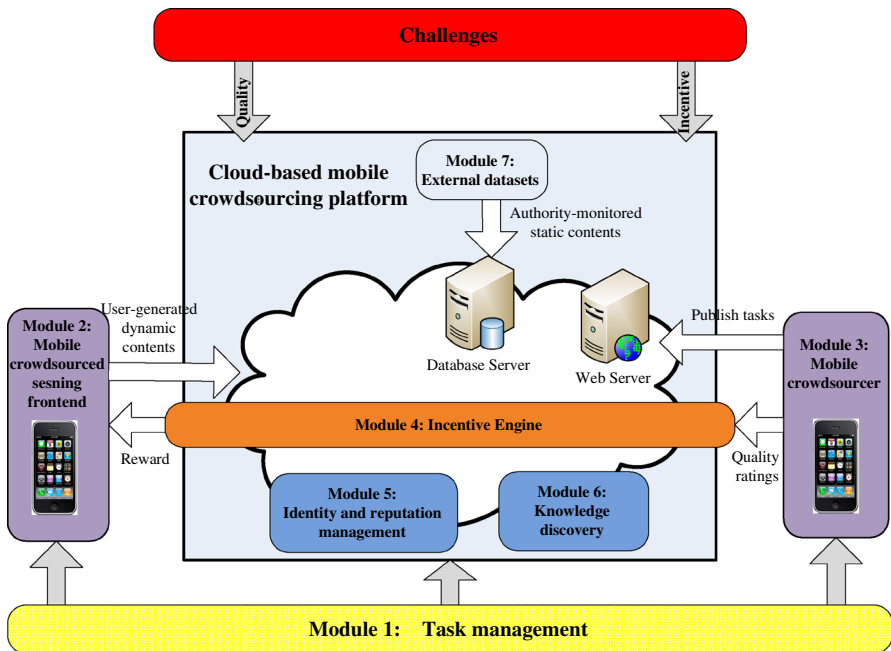 Challenges
Quality
Incentive
Cloud-based mobile
crowdsourcing platform
Module 7:
External datasets
Authority-monitored
static contents
User-generated
dynamic
contents
Publish tasks
Module 2:
Mobile
crowdsourced
sesning
frontend
Database Server
Web Server
Module 3:
Mobile
crowdsourcer
Module 4: Incentive Engine
Reward
Quality
ratings
Module 5:
Identity and reputation
management
Module 6:
Knowledge
discovery
Module 1: Task management